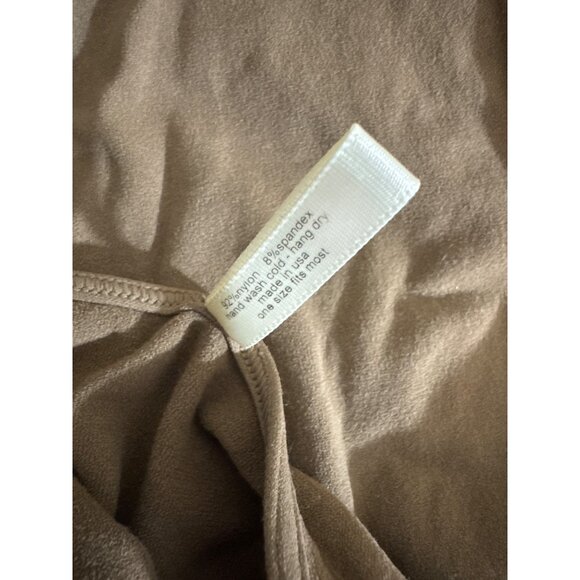 92%nylon 8%spandex
hand wash cold - hang dry
made in usa
one size fits most